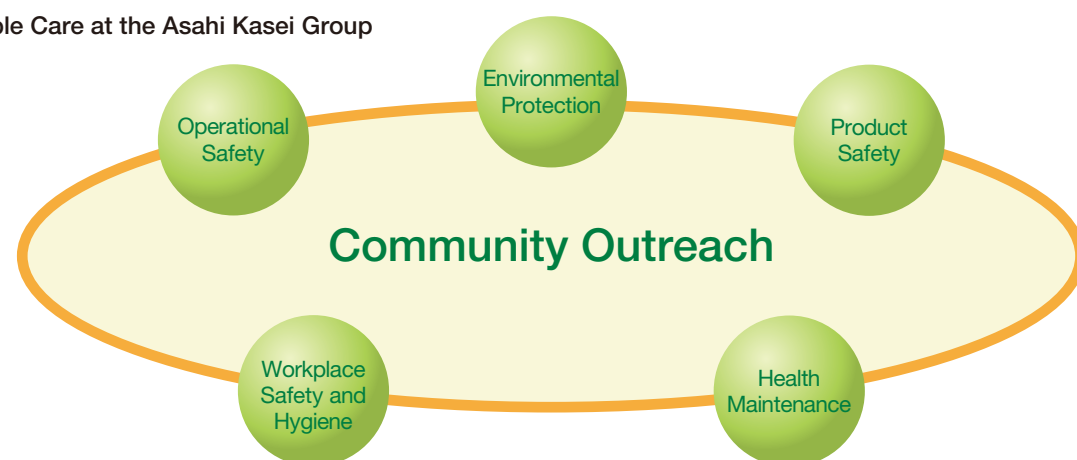 ble Care at the Asahi Kasei Group
Environmental
Protection
Operational
Safety
Product
Safety
Community Outreach
Workplace
Safety and
Hygiene
Health
Maintenance